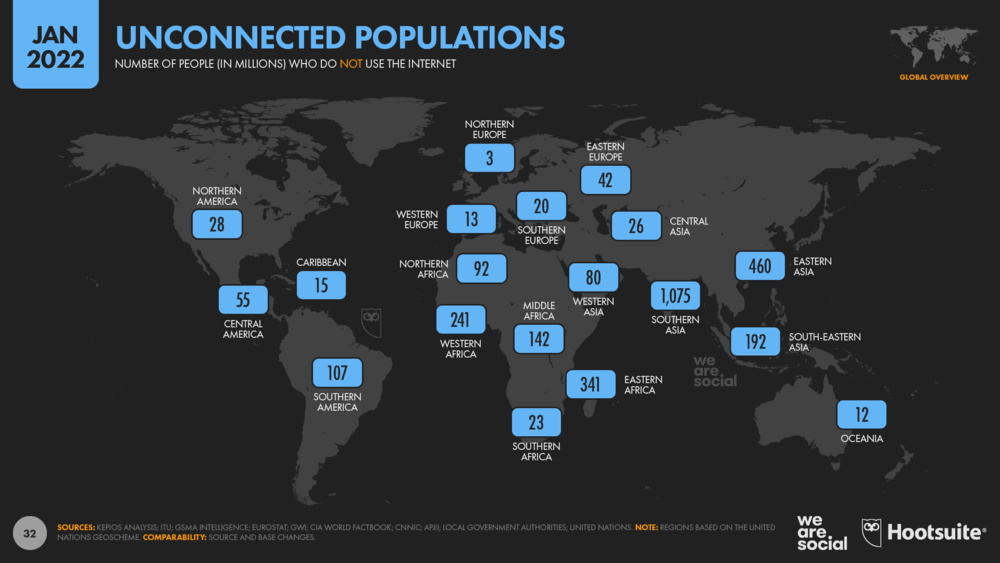 JAN
2022
UNCONNECTED POPULATIONS
NUMBER OF PEOPLE (IN MILLIONS) WHO DO NOT USE THE INTERNET
GLOBAL OVERVIEW
NORTHERN
EUROPE
3
EASTERN
EUROPE
42
NORTHERN
AMERICA
28
WESTERN
EUROPE
13
20
SOUTHERN
EUROPE
26
CENTRAL
ASIA
CARIBBEAN
15
NORTHERN
AFRICA
92
80
WESTERN
ASIA
460
EASTERN
ASIA
55
CENTRAL
AMERICA
241
WESTERN
AFRICA
MIDDLE
AFRICA
142
1,075
SOUTHERN
ASIA
192
SOUTH-EASTERN
ASIA
we
are
social
107
SOUTHERN
AMERICA
341
EASTERN
AFRICA
23
SOUTHERN
AFRICA
12
OCEANIA
32
SOURCES: KEPIOS ANALYSIS; ITU; GSMA INTELLIGENCE; EUROSTAT; GWI; CIA WORLD FACTBOOK; CNNIC; APJII; LOCAL GOVERNMENT AUTHORITIES; UNITED NATIONS. NOTE: REGIONS BASED ON THE UNITED
NATIONS GEOSCHEME. COMPARABILITY: SOURCE AND BASE CHANGES.
we
are
social
Hootsuite®